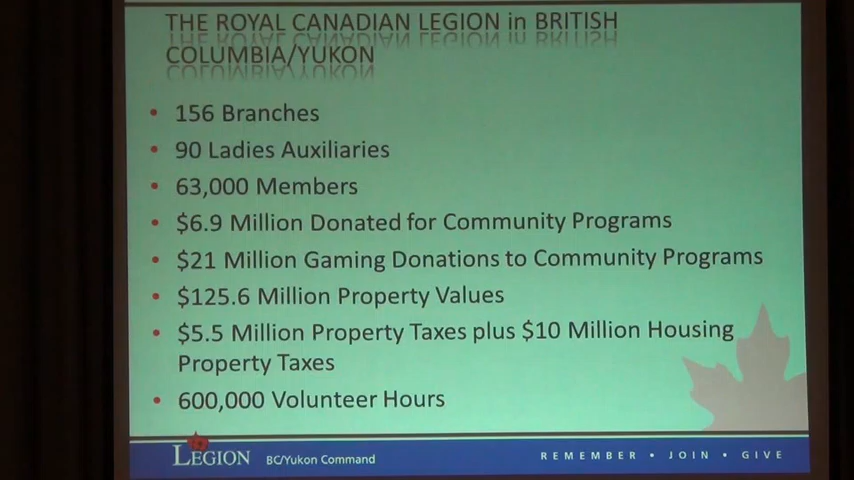 THE ROYAL CANADIAN LEGION in BRITISH
COLUMBIA/YUKON
• 156 Branches
• 90 Ladies Auxiliaries
• 63,000 Members
• $6.9 Million Donated for Community Programs
• $21 Million Gaming Donations to Community Programs
• $125.6 Million Property Values
• $5.5 Million Property Taxes plus $10 Million Housing
Property Taxes
• 600,000 Volunteer Hours
LEGION BC/Yukon Command REMEMBER • JOIN • GIVE